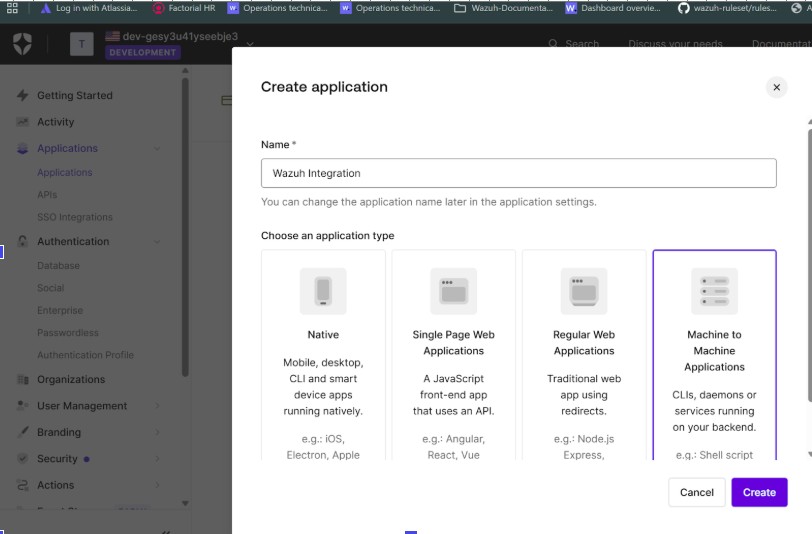 Log in with Atlassia...
Factorial HR
Operations technica...
Operations technica...
Wazuh-Documenta...
Dashboard overvie...
wazuh-ruleset/rules...
T
dev-gesy3u41yseebje3
DEVELOPMENT
Search
Discuss your needs
Documentat
Getting Started
Activity
Applications
Applications
APIs
SSO Integrations
Authentication
Database
Social
Enterprise
Passwordless
Authentication Profile
Organizations
User Management
Branding
Security
Actions
Create application
Name *
Wazuh Integration
You can change the application name later in the application settings.
Choose an application type
Native
Mobile, desktop,
CLI and smart
device apps
running natively.
e.g.: iOS,
Electron, Apple
Single Page Web
Applications
A JavaScript
front-end app
that uses an API.
e.g.: Angular,
React, Vue
Regular Web
Applications
Traditional web
app using
redirects.
e.g.: Node.js
Express,
Machine to
Machine
Applications
CLIs, daemons or
services running
on your backend.
e.g.: Shell script
Cancel
Create